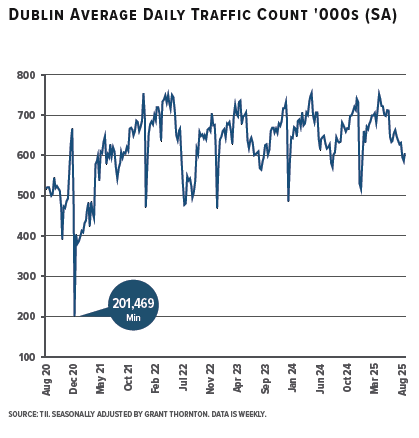 DUBLIN AVERAGE DAILY TRAFFIC COUNT '000S (SA)
800
700
600
500
400
300
200
100
201,469
Min
Aug 20
Dec 20
May 21
Oct 21
Feb 22
Jul 22
Nov 22
Apr 23
Sep 23
Jan 24
Jun 24
Oct 24
Mar 25
Aug 25
SOURCE: TII. SEASONALLY ADJUSTED BY GRANT THORNTON. DATA IS WEEKLY.